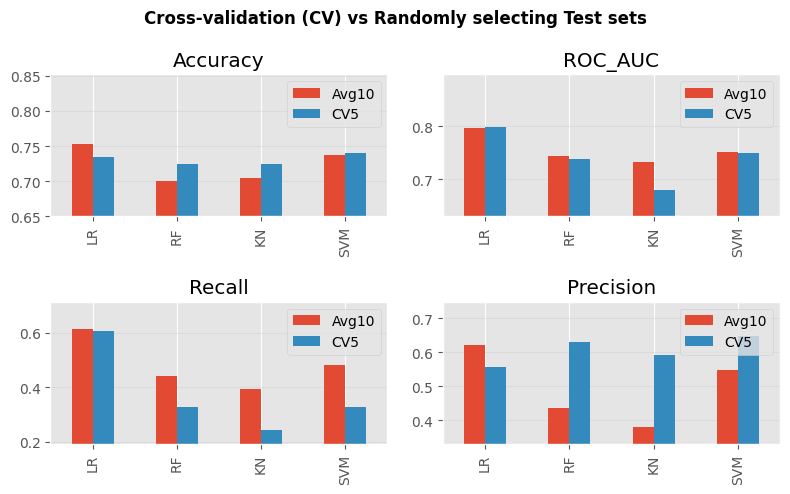 Cross-validation (CV) vs Randomly selecting Test sets
Accuracy
0.85
0.80
0.75
0.70
0.65
Avg10
CV5
LR
RF
KN
SVM
ROC_AUC
0.8
0.7
Avg10
CV5
LR
RF
KN
SVM
Recall
0.6
0.4
0.2
Avg10
CV5
LR
RF
KN
SVM
Precision
0.7
0.6
0.5
0.4
Avg10
CV5
LR
RF
KN
SVM